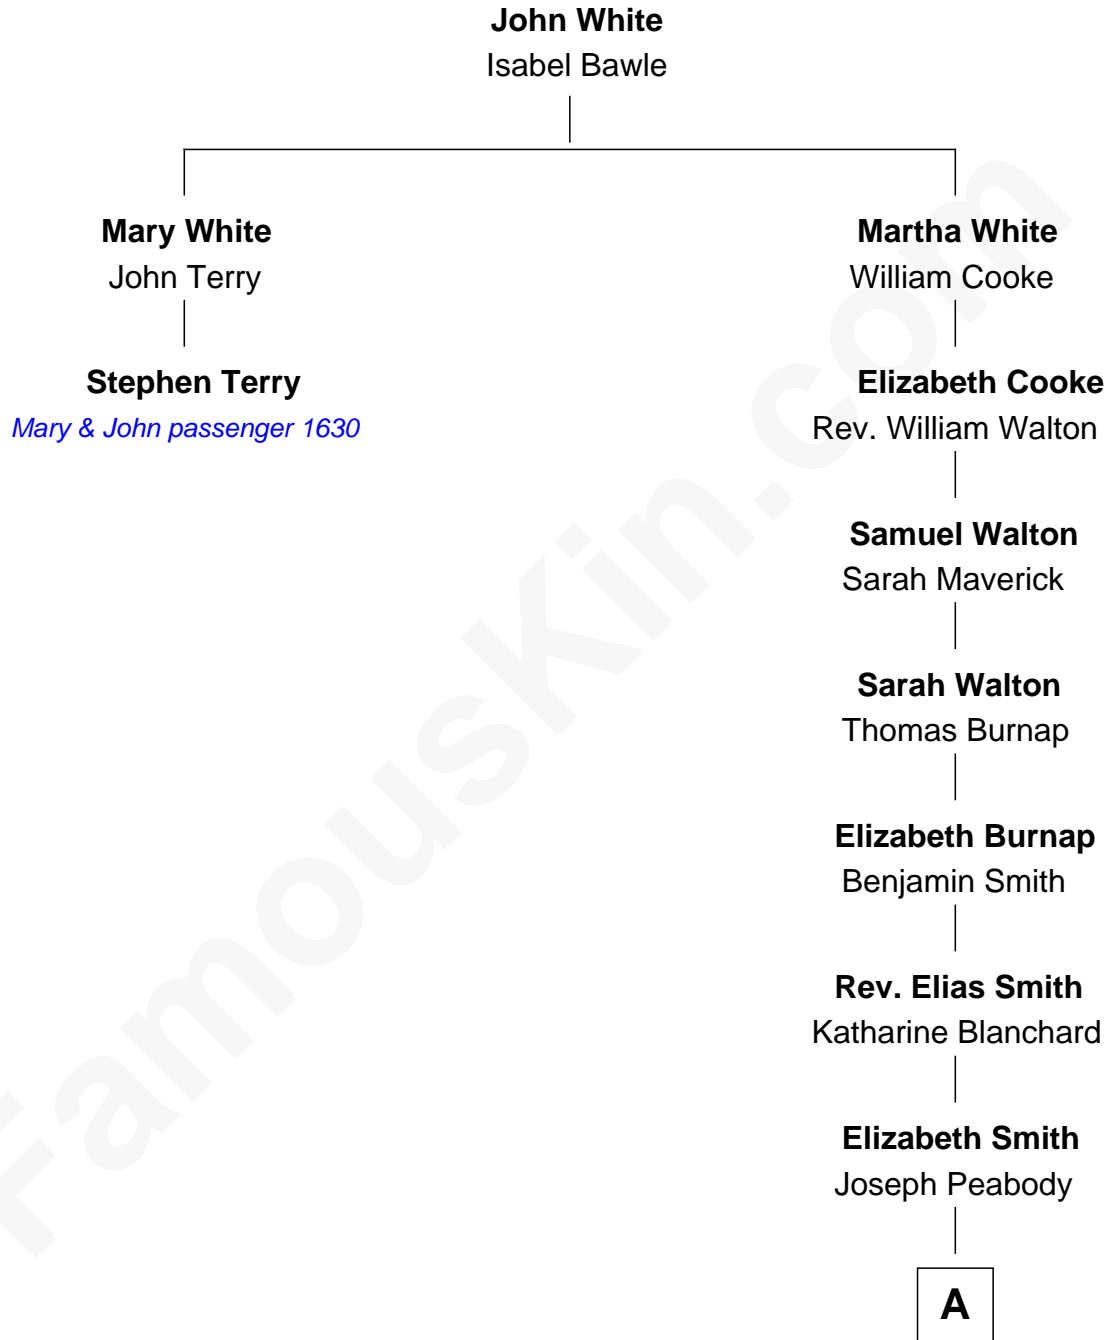 John White
Isabel Bawle
Mary White
John Terry
Martha White
William Cooke
Stephen Terry
Mary & John passenger 1630
Elizabeth Cooke
Rev. William Walton
Samuel Walton
Sarah Maverick
Sarah Walton
Thomas Burnap
Elizabeth Burnap
Benjamin Smith
Rev. Elias Smith
Katharine Blanchard
Elizabeth Smith
Joseph Peabody
A
FamousKin.com